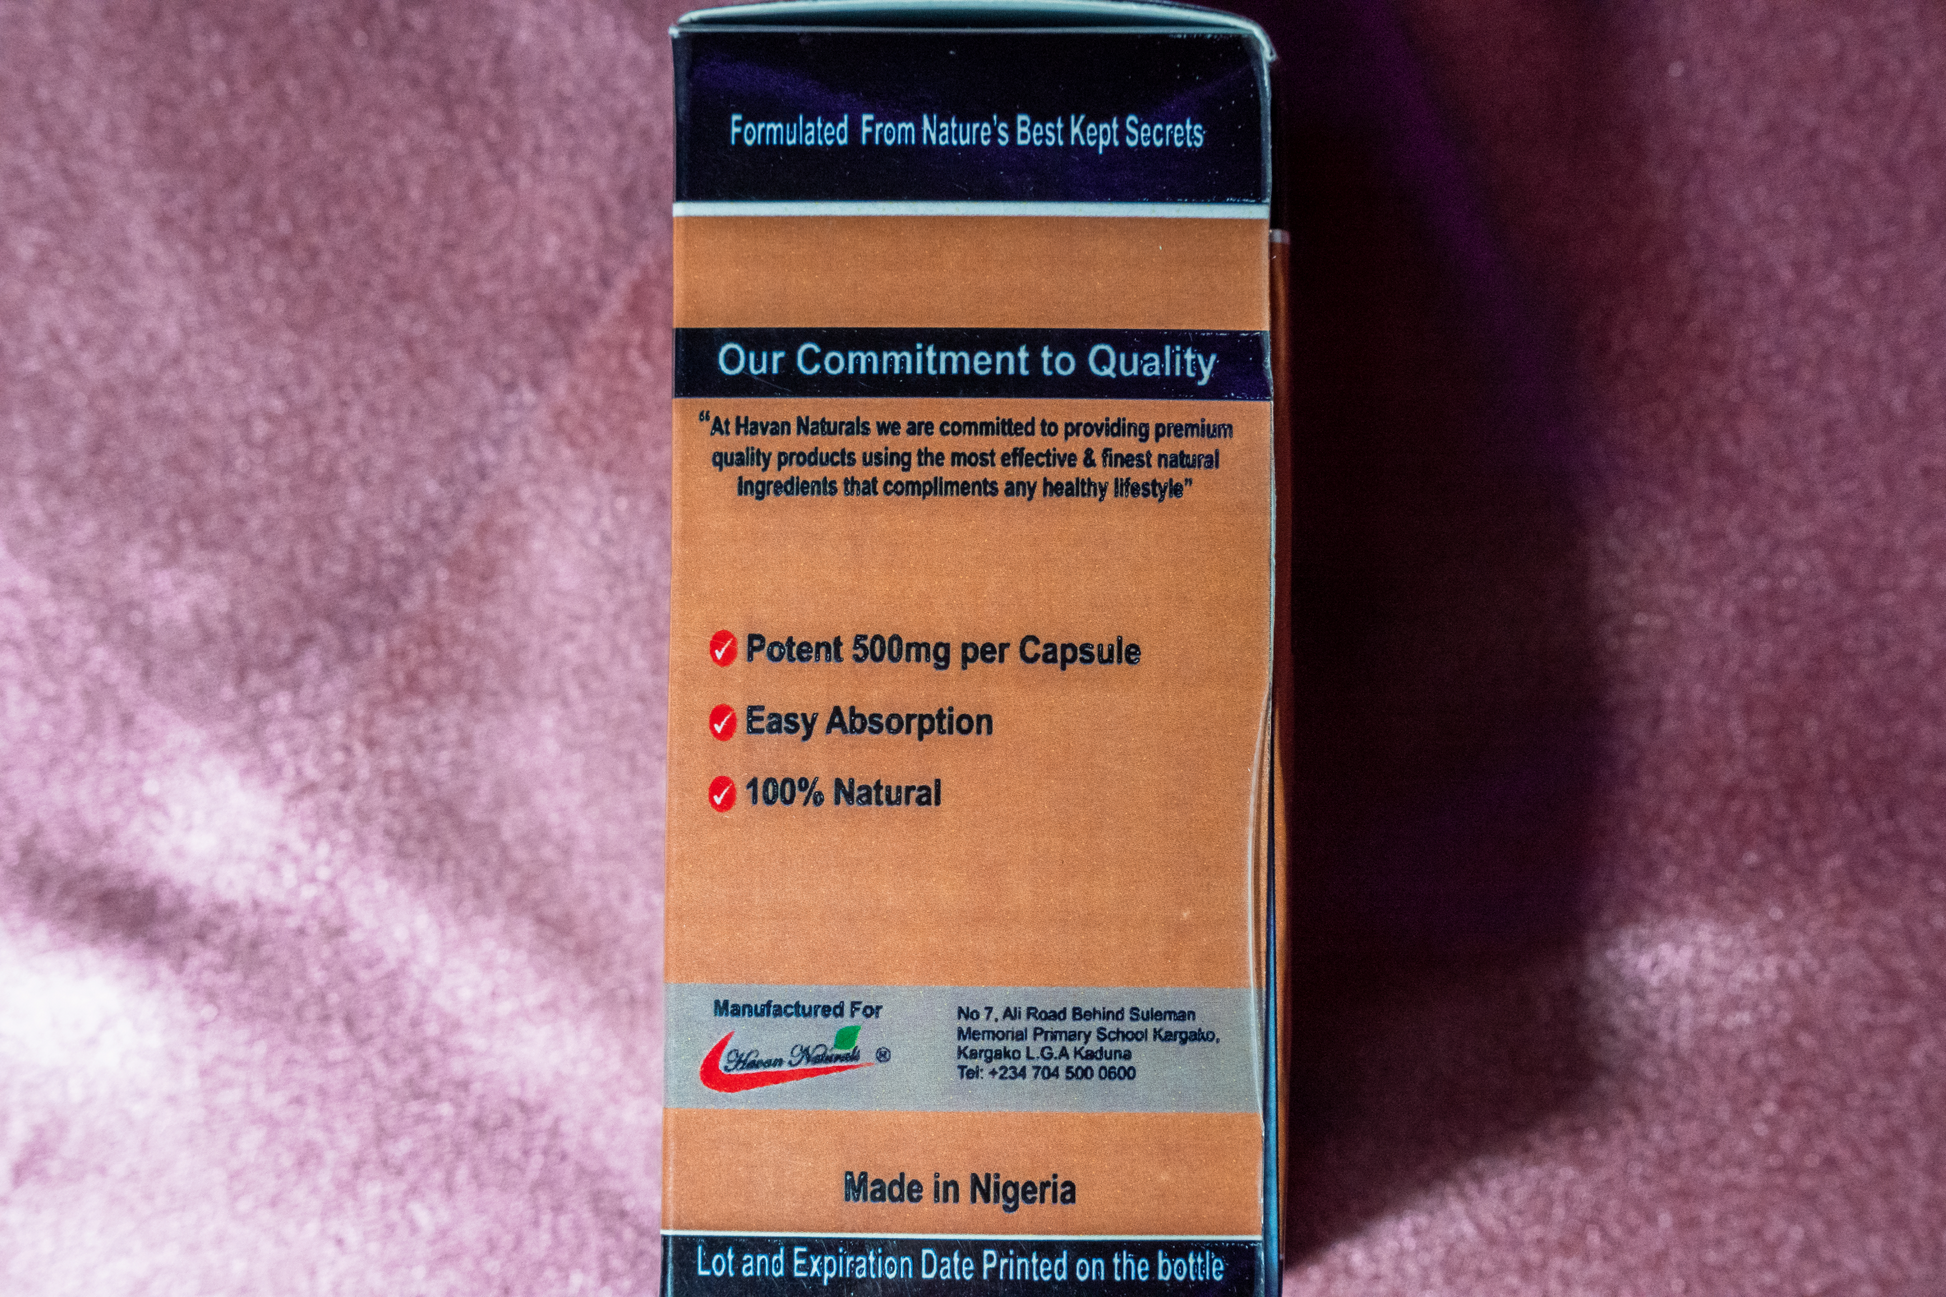 Formulated From Nature's Best Kept Secrets
Our Commitment to Quality
“At Havan Naturals we are committed to providing premium
quality products using the most effective & finest natural
ingredients that compliments any healthy lifestyle”
Potent 500mg per Capsule
Easy Absorption
100% Natural
Manufactured For
Havan Naturals ®
No 7, Ali Road Behind Suleman
Memorial Primary School Kargako,
Kargako L.G.A Kaduna
Tel: +234 704 500 0600
Made in Nigeria
Lot and Expiration Date Printed on the bottle